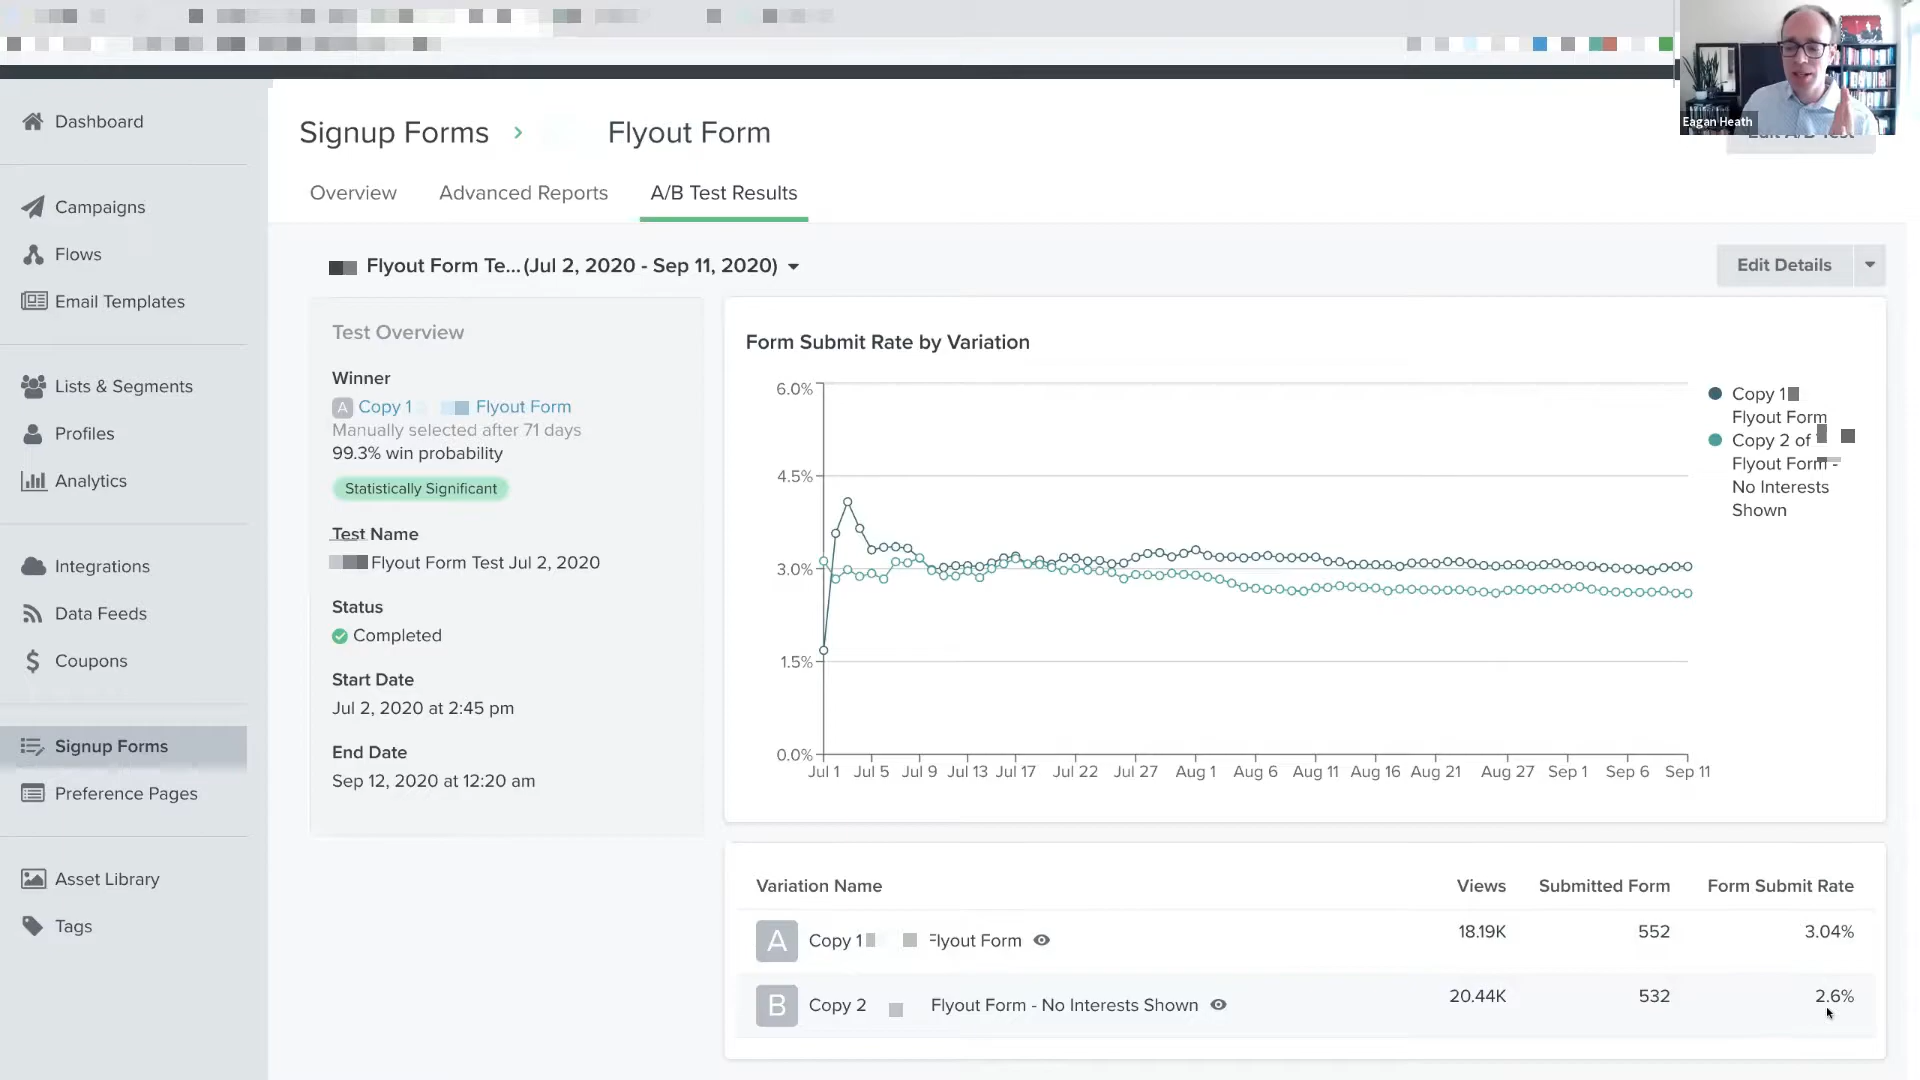 Eagan Heath
Dashboard
Campaigns
Flows
Email Templates
Lists & Segments
Profiles
Analytics
Integrations
Data Feeds
Coupons
Signup Forms
Preference Pages
Asset Library
Tags
Signup Forms > Flyout Form
Edit A/B Test
Overview Advanced Reports A/B Test Results
Flyout Form Te... (Jul 2, 2020 - Sep 11, 2020)
Edit Details
Test Overview
Winner
A Copy 1 Flyout Form
Manually selected after 71 days
99.3% win probability
Statistically Significant
Test Name
Flyout Form Test Jul 2, 2020
Status
Completed
Start Date
Jul 2, 2020 at 2:45 pm
End Date
Sep 12, 2020 at 12:20 am
Form Submit Rate by Variation
6.0%
4.5%
3.0%
1.5%
0.0%
Jul 1 Jul 5 Jul 9 Jul 13 Jul 17 Jul 22 Jul 27 Aug 1 Aug 6 Aug 11 Aug 16 Aug 21 Aug 27 Sep 1 Sep 6 Sep 11
Copy 1
Flyout Form
Copy 2 of
Flyout Form -
No Interests
Shown
Variation Name Views Submitted Form Form Submit Rate
A Copy 1 Flyout Form 18.19K 552 3.04%
B Copy 2 Flyout Form - No Interests Shown 20.44K 532 2.6%